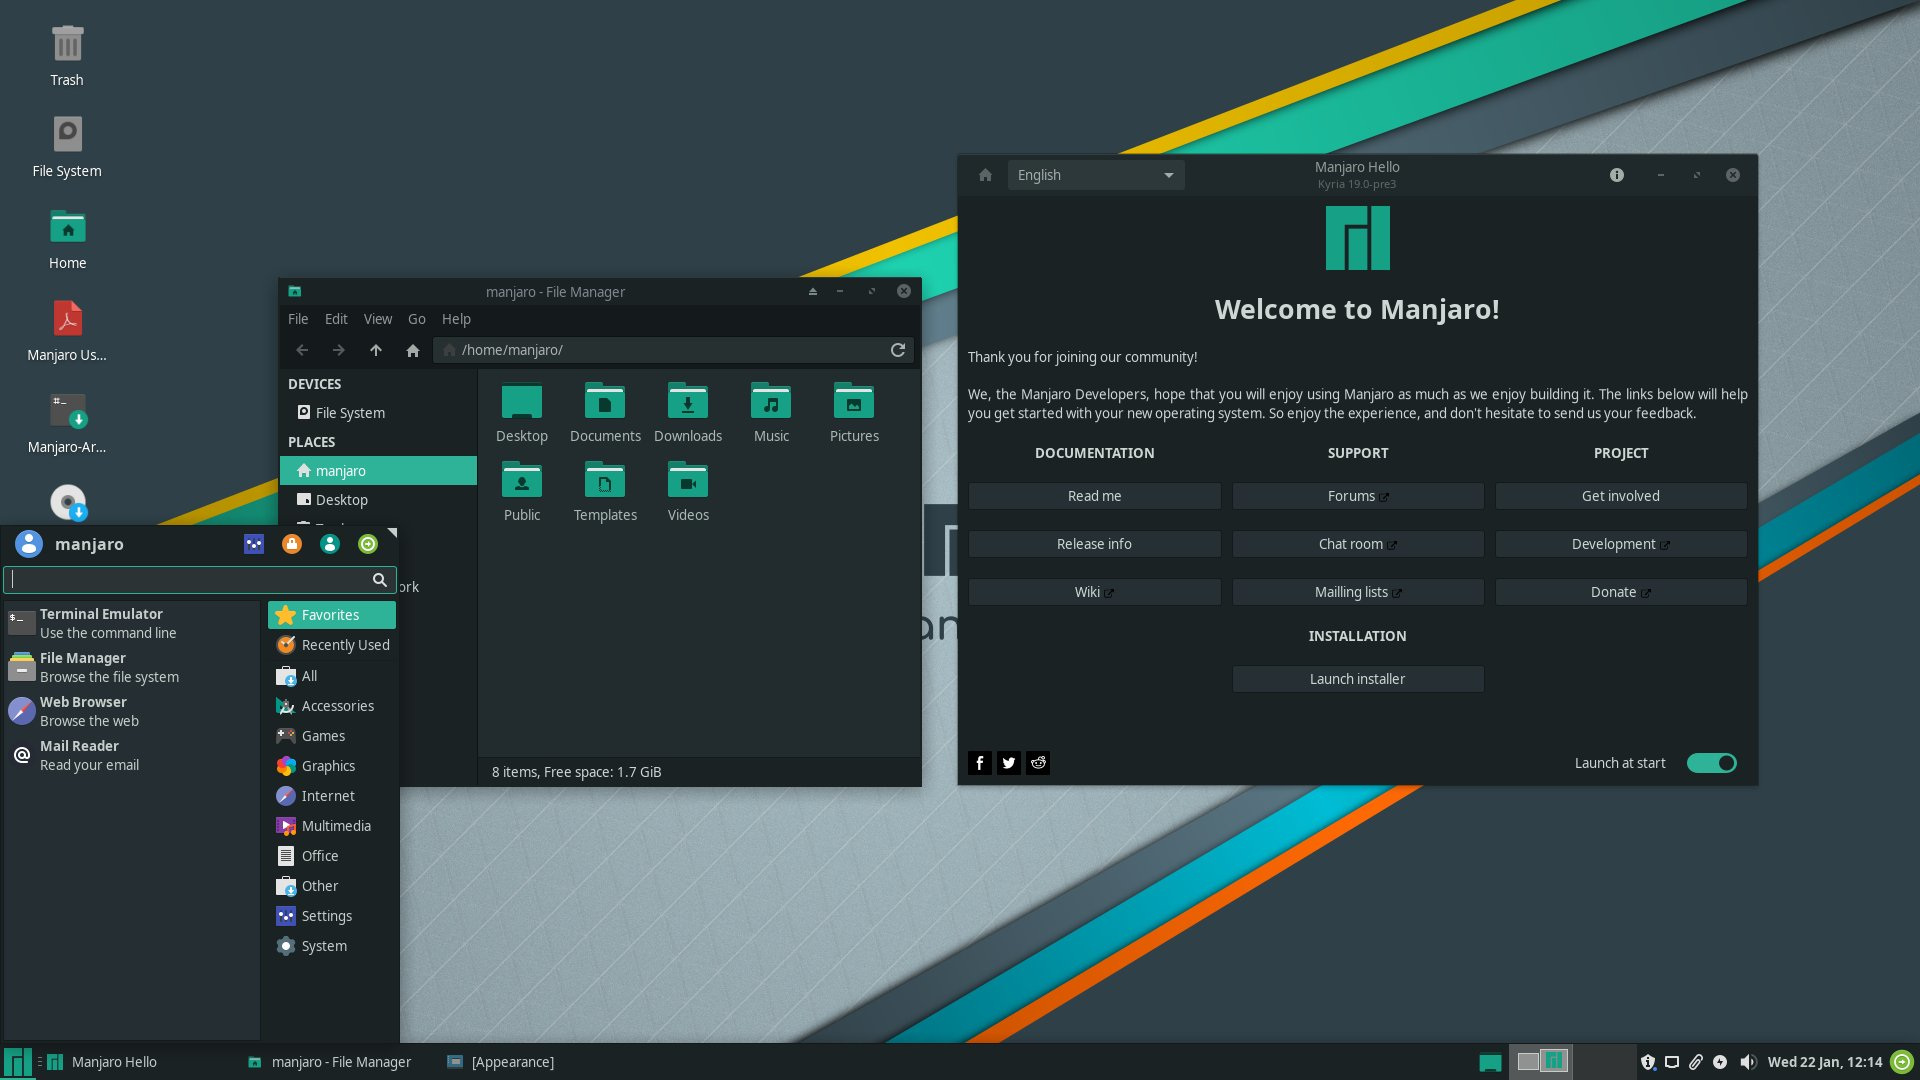 Trash
File System
Home
Manjaro Us...
Manjaro-Ar...
manjaro - File Manager
File Edit View Go Help
/home/manjaro/
DEVICES
File System
PLACES
manjaro
Desktop
Desktop Documents Downloads Music Pictures
Public Templates Videos
8 items, Free space: 1.7 GiB
manjaro
Terminal Emulator
Use the command line
File Manager
Browse the file system
Web Browser
Browse the web
Mail Reader
Read your email
Favorites
Recently Used
All
Accessories
Games
Graphics
Internet
Multimedia
Office
Other
Settings
System
English
Manjaro Hello
Kyria 19.0-pre3
Welcome to Manjaro!
Thank you for joining our community!
We, the Manjaro Developers, hope that you will enjoy using Manjaro as much as we enjoy building it. The links below will help
you get started with your new operating system. So enjoy the experience, and don't hesitate to send us your feedback.
DOCUMENTATION SUPPORT PROJECT
Read me Forums Get involved
Release info Chat room Development
Wiki Mailling lists Donate
INSTALLATION
Launch installer
Launch at start
Manjaro Hello manjaro - File Manager [Appearance] Wed 22 Jan, 12:14